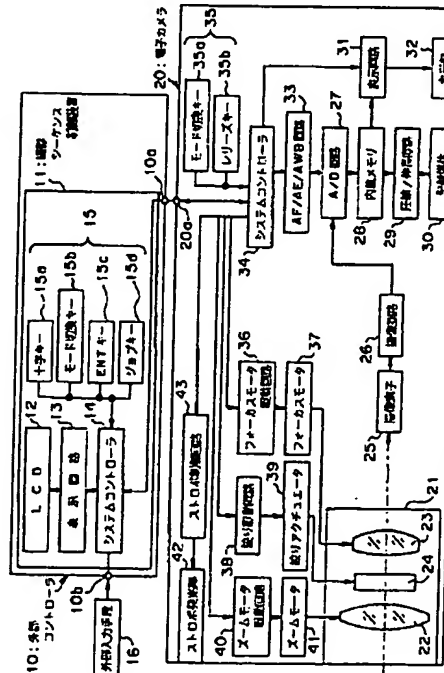 10:外部
コントローラ
11:撮影
シーケンス
制御装置
12
LCD
13
表示回路
14
システムコントローラ
15
15a
十字キー
15b
モード切換キー
15c
ENTキー
15d
ジョブキー
10a
10b
外部入力手段
16
20:電子カメラ
20a
35
35a
モード切換キー
35b
レリーズキー
34
システムコントローラ
33
AF/AE/AWB回路
27
A/D回路
28
内蔵メモリ
29
圧縮/伸長回路
30
31
表示回路
32
43
ストロボ制御回路
42
ストロボ発光部
36
フォーカスモータ
駆動回路
37
フォーカスモータ
38
絞り駆動回路
39
絞りアクチュエータ
40
ズームモータ
駆動回路
41
ズームモータ
25
撮像素子
26
撮像回路
21
22
23
24